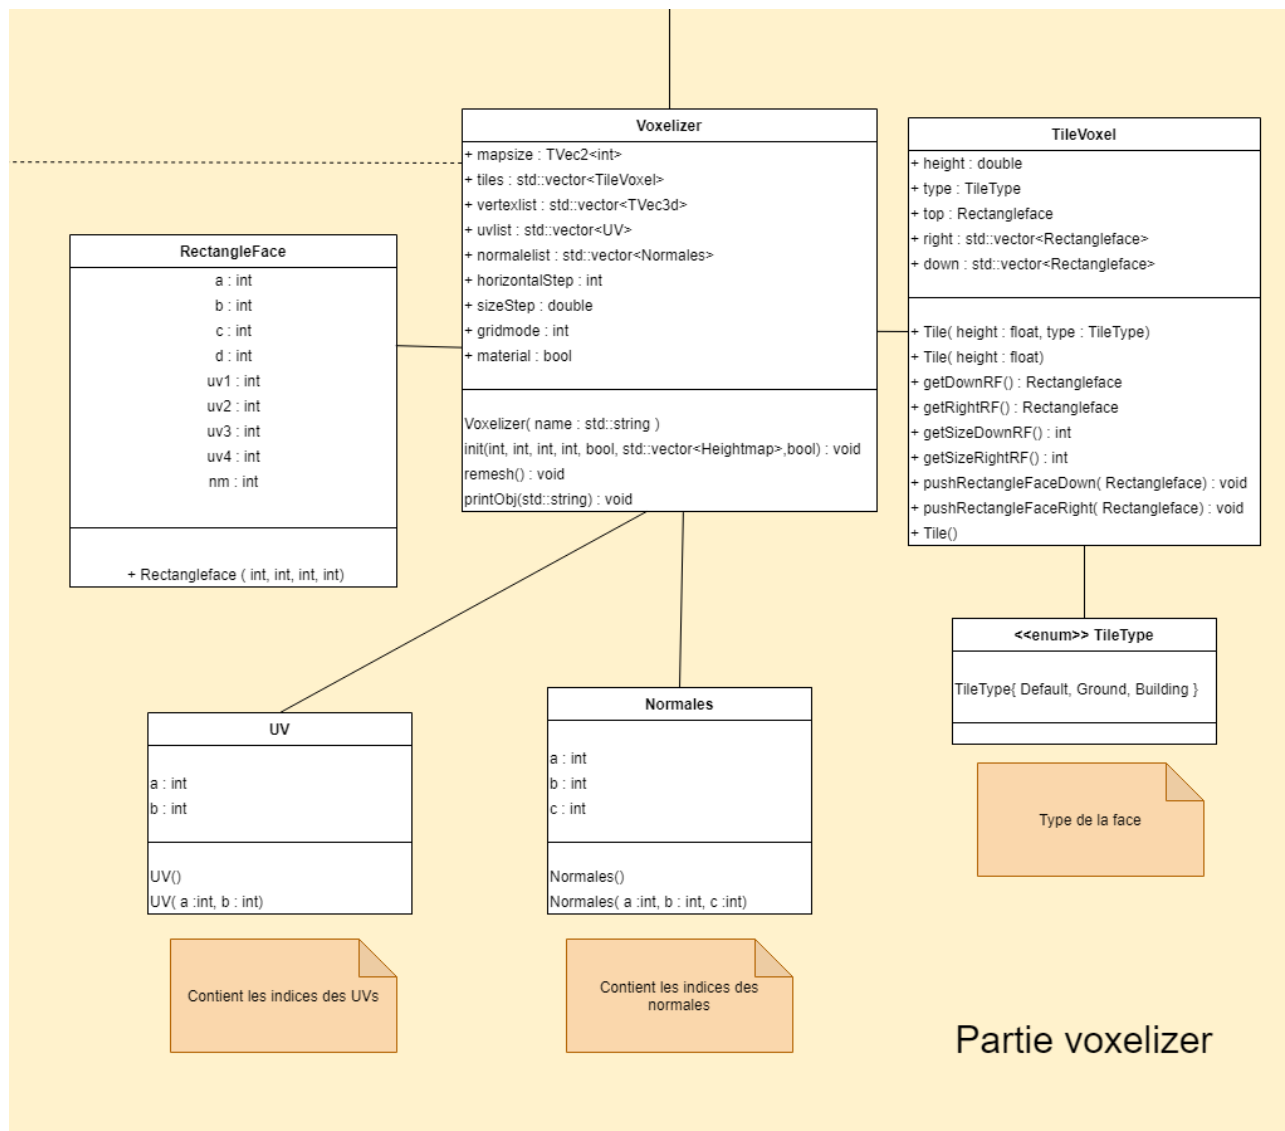 Voxelizer
+ mapsize : TVec2<int>
+ tiles : std::vector<TileVoxel>
+ vertexlist : std::vector<TVec3d>
+ uvlist : std::vector<UV>
+ normalelist : std::vector<Normales>
+ horizontalStep : int
+ sizeStep : double
+ gridmode : int
+ material : bool
Voxelizer( name : std::string )
init(int, int, int, int, bool, std::vector<Heightmap>,bool) : void
remesh() : void
printObj(std::string) : void
TileVoxel
+ height : double
+ type : TileType
+ top : Rectangleface
+ right : std::vector<Rectangleface>
+ down : std::vector<Rectangleface>
+ Tile( height : float, type : TileType)
+ Tile( height : float)
+ getDownRF() : Rectangleface
+ getRightRF() : Rectangleface
+ getSizeDownRF() : int
+ getSizeRightRF() : int
+ pushRectangleFaceDown( Rectangleface) : void
+ pushRectangleFaceRight( Rectangleface) : void
+ Tile()
RectangleFace
a : int
b : int
c : int
d : int
uv1 : int
uv2 : int
uv3 : int
uv4 : int
nm : int
+ Rectangleface ( int, int, int, int)
<<enum>> TileType
TileType{ Default, Ground, Building }
Type de la face
UV
a : int
b : int
UV()
UV( a :int, b : int)
Contient les indices des UVs
Normales
a : int
b : int
c : int
Normales()
Normales( a :int, b : int, c :int)
Contient les indices des
normales
Partie voxelizer